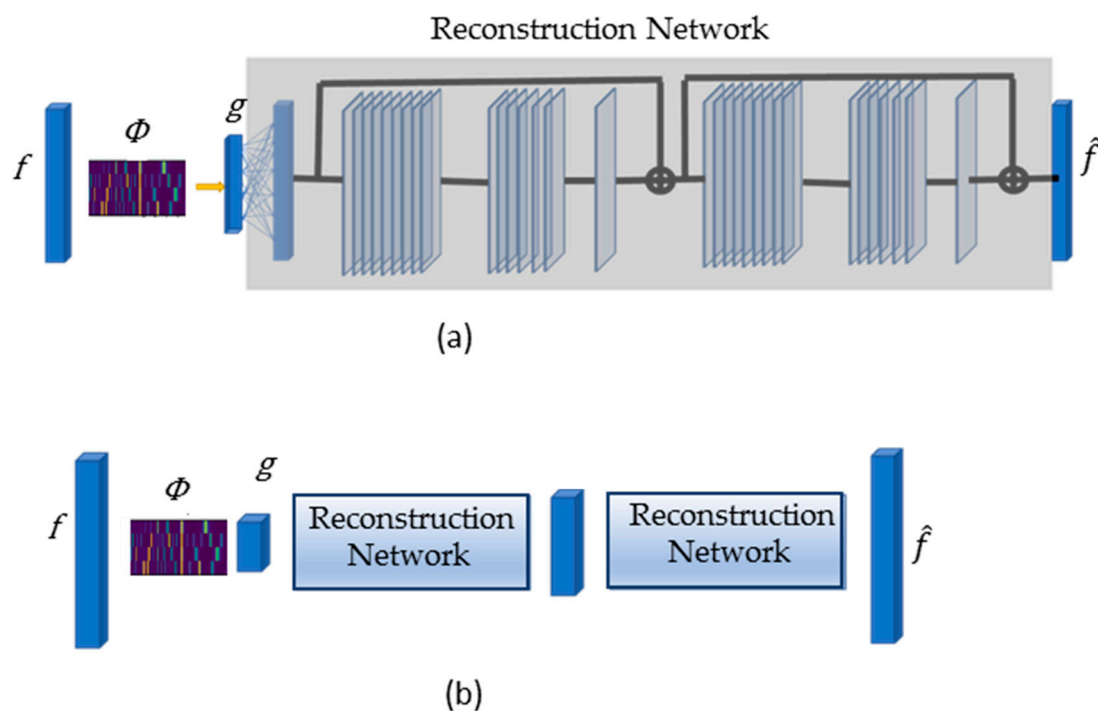 Reconstruction Network
f
Φ
g
f̂
(a)
f
Φ
g
Reconstruction
Network
Reconstruction
Network
f̂
(b)